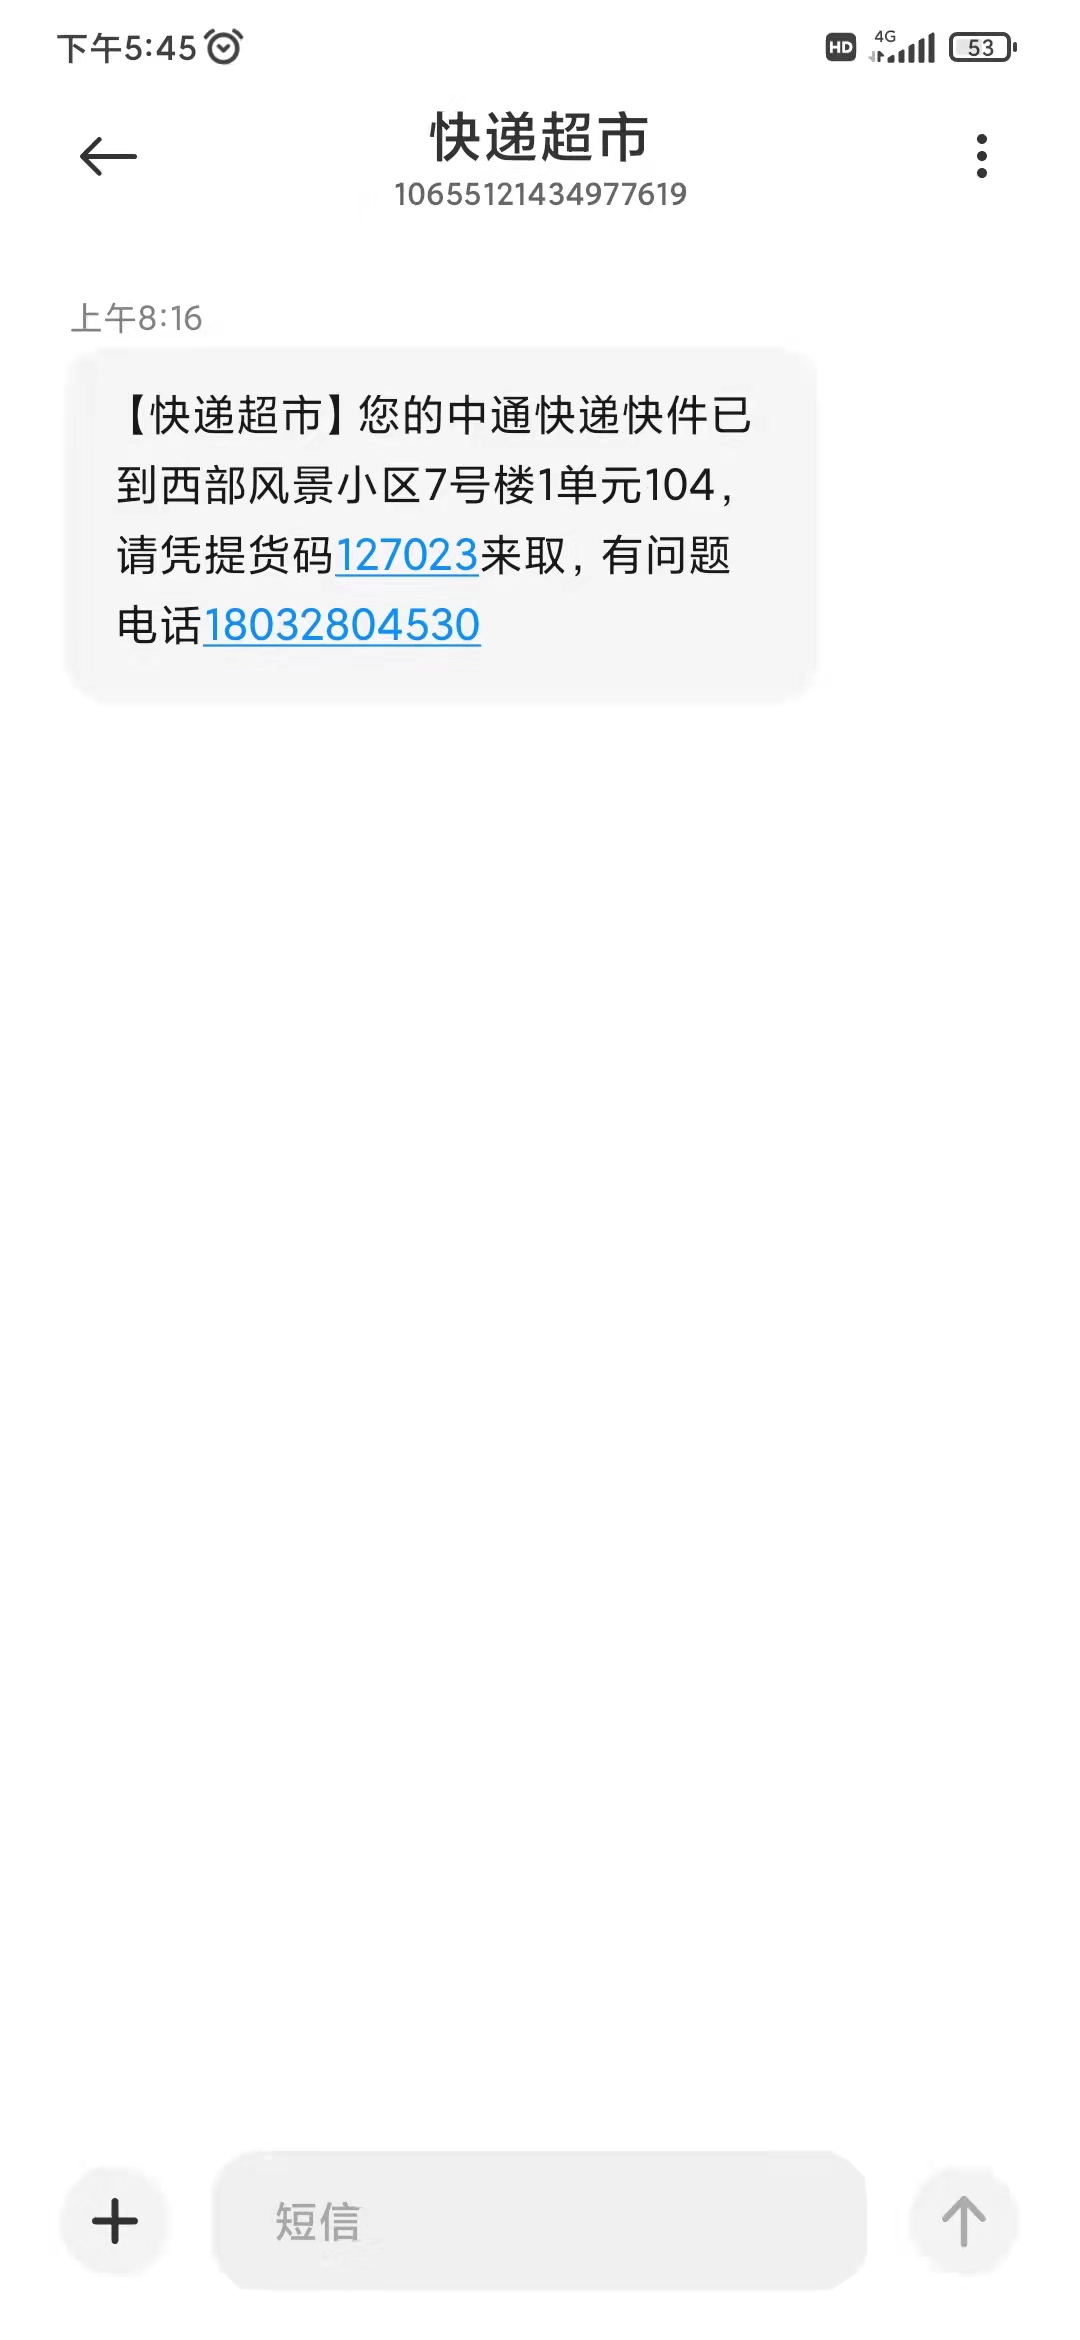 下午5:45
HD 4G 53
快递超市
10655121434977619
上午8:16
【快递超市】您的中通快递快件已
到西部风景小区7号楼1单元104，
请凭提货码127023来取，有问题
电话18032804530
短信